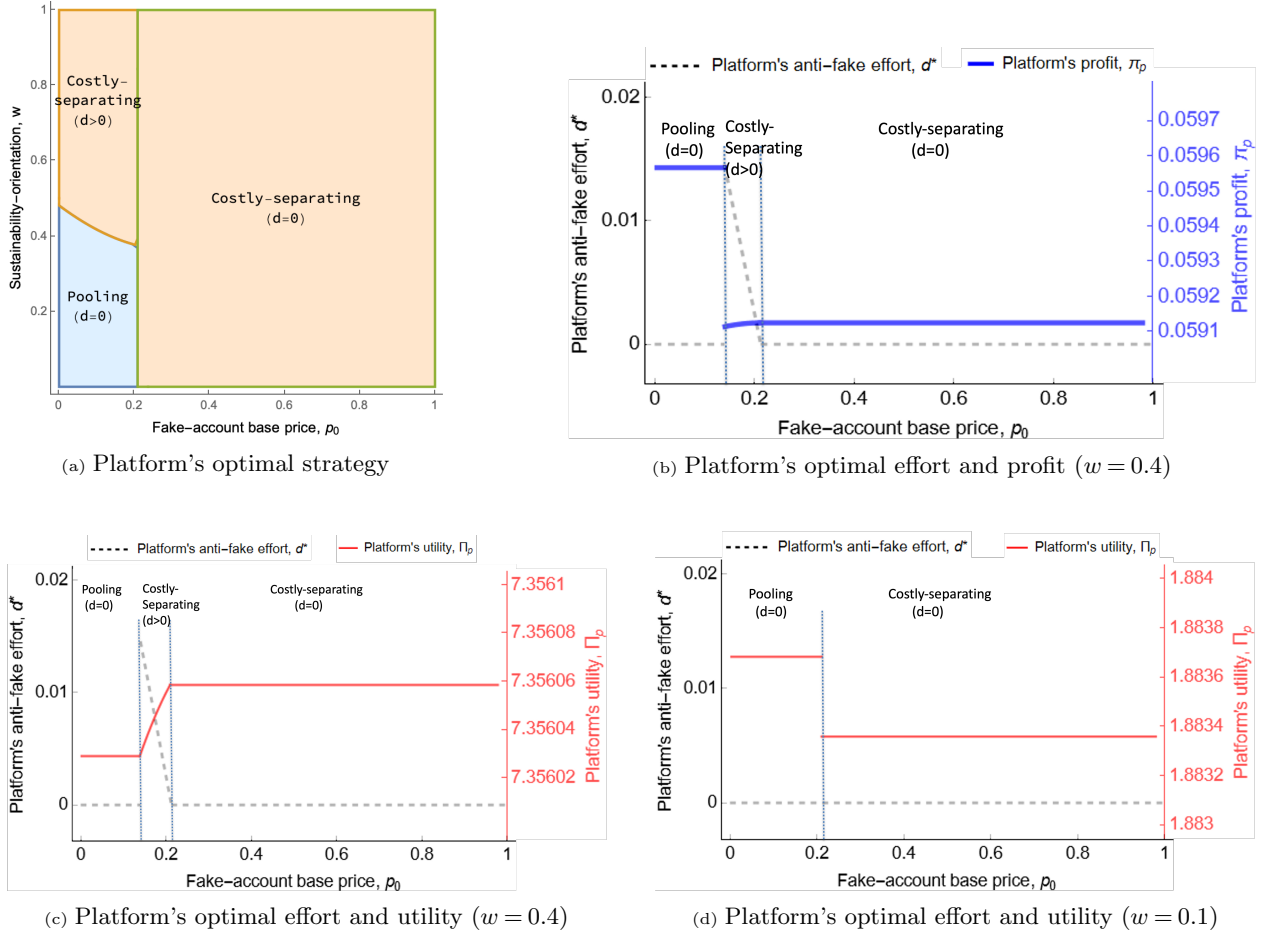 1
0.8
0.6
0.4
0.2
Sustainability-orientation, w
Costly-
separating
(d>0)
Pooling
(d=0)
Costly-separating
(d=0)
0
0.2
0.4
0.6
0.8
1
Fake-account base price, p₀
(a) Platform's optimal strategy
Platform's anti-fake effort, d*
Platform's profit, πₚ
0.02
0.01
0
Platform's anti-fake effort, d*
Pooling
(d=0)
Costly-
Separating
(d>0)
Costly-separating
(d=0)
0.0597
0.0596
0.0595
0.0594
0.0593
0.0592
0.0591
Platform's profit, πₚ
0
0.2
0.4
0.6
0.8
1
Fake-account base price, p₀
(b) Platform's optimal effort and profit (w = 0.4)
Platform's anti-fake effort, d*
Platform's utility, Πₚ
0.02
0.01
0
Platform's anti-fake effort, d*
Pooling
(d=0)
Costly-
Separating
(d>0)
Costly-separating
(d=0)
7.3561
7.35608
7.35606
7.35604
7.35602
Platform's utility, Πₚ
0
0.2
0.4
0.6
0.8
1
Fake-account base price, p₀
(c) Platform's optimal effort and utility (w = 0.4)
Platform's anti-fake effort, d*
Platform's utility, Πₚ
0.02
0.01
0
Platform's anti-fake effort, d*
Pooling
(d=0)
Costly-separating
(d=0)
1.884
1.8838
1.8836
1.8834
1.8832
1.883
Platform's utility, Πₚ
0
0.2
0.4
0.6
0.8
1
Fake-account base price, p₀
(d) Platform's optimal effort and utility (w = 0.1)